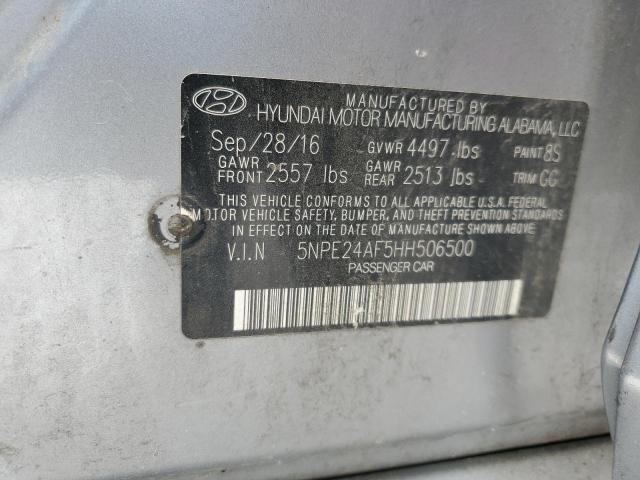 MANUFACTURED BY
HYUNDAI MOTOR MANUFACTURING ALABAMA, LLC
Sep/28/16 GVWR 4497 lbs PAINT 8S
GAWR FRONT 2557 lbs GAWR REAR 2513 lbs TRIM GG
THIS VEHICLE CONFORMS TO ALL APPLICABLE U.S.A. FEDERAL
MOTOR VEHICLE SAFETY, BUMPER, AND THEFT PREVENTION STANDARDS
IN EFFECT ON THE DATE OF MANUFACTURE SHOWN ABOVE.
V.I.N 5NPE24AF5HH506500
PASSENGER CAR